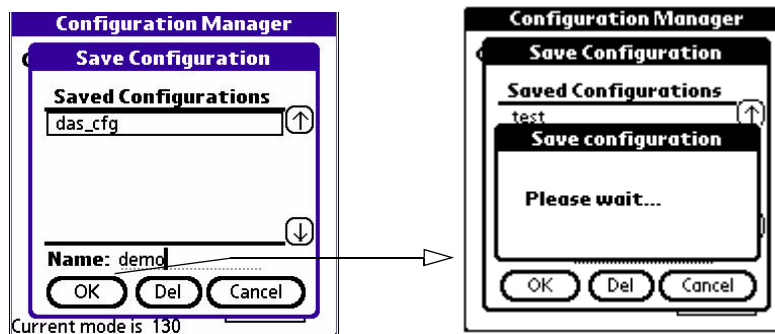 Configuration Manager
Save Configuration
Saved Configurations
das_cfg
Name: demo
OK Del Cancel
Current mode is 130
Configuration Manager
Save Configuration
Saved Configurations
test
Save configuration
Please wait...
OK Del Cancel